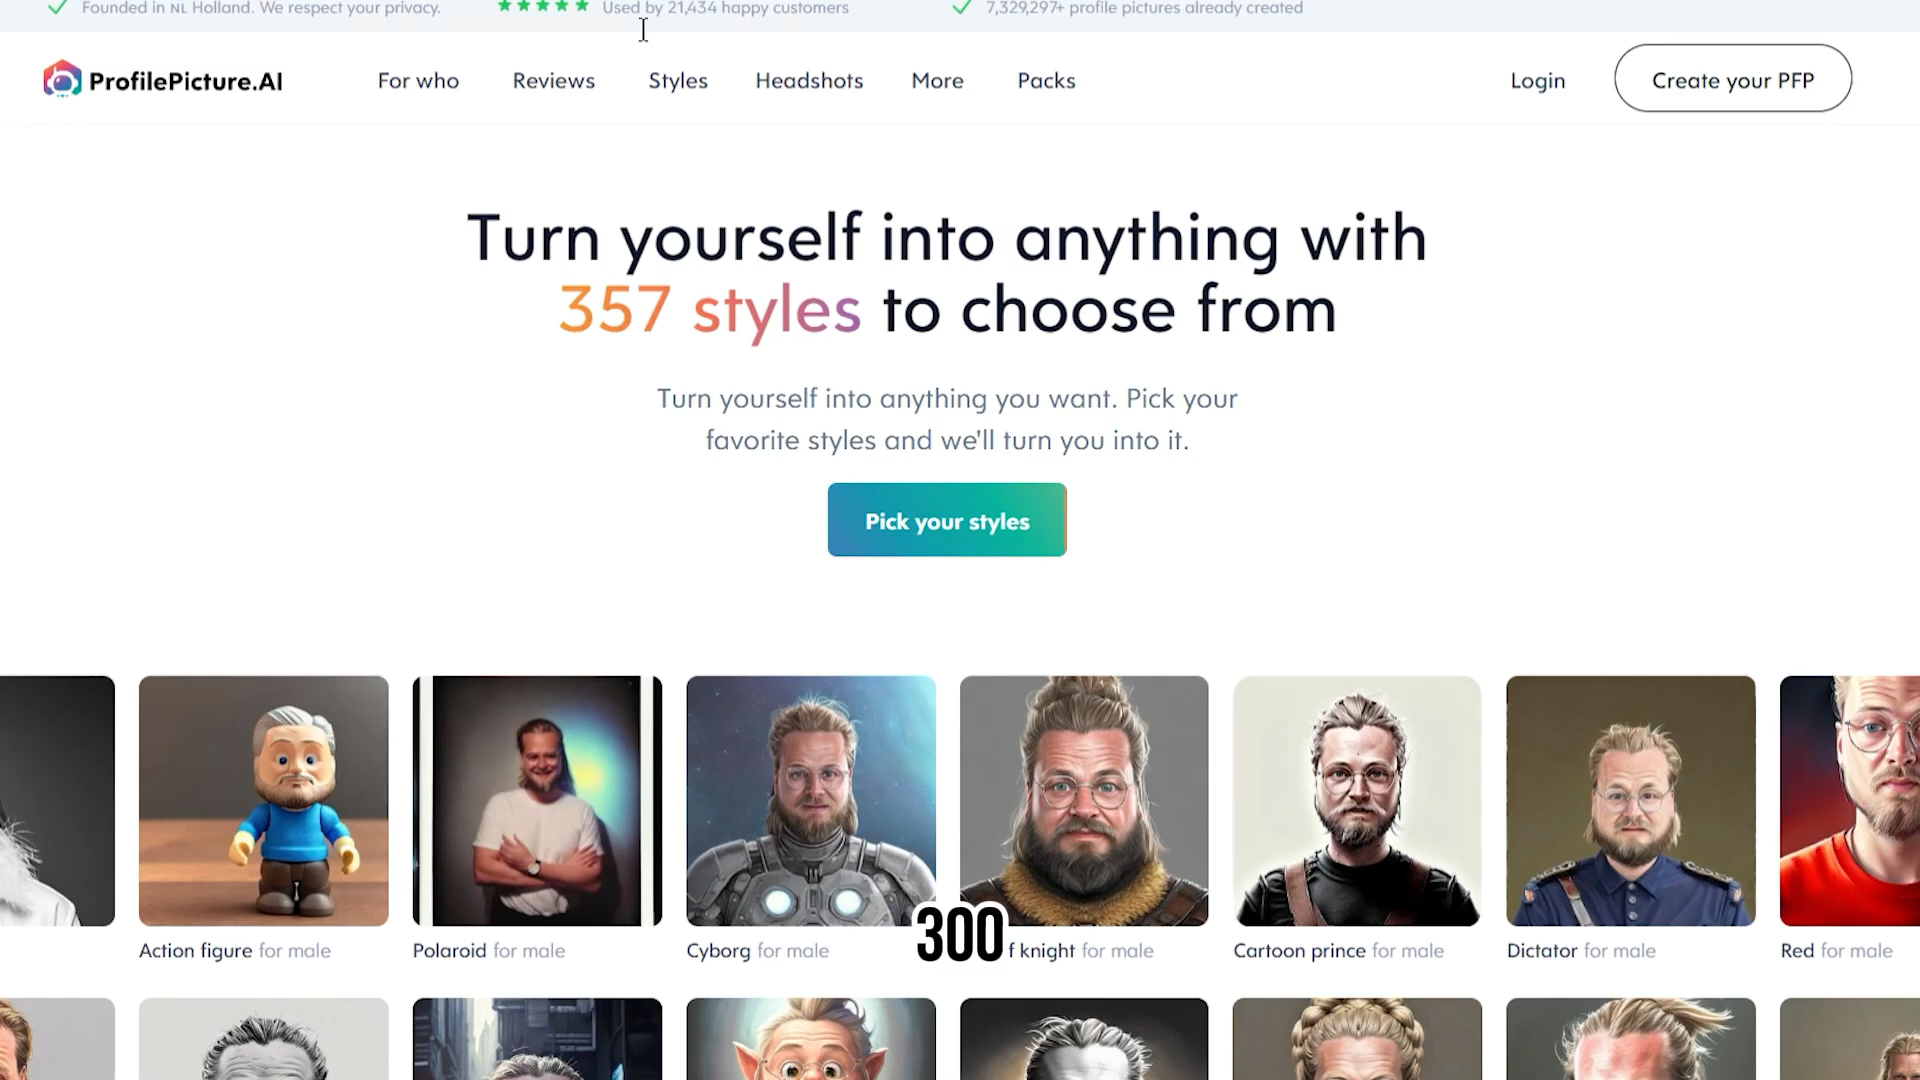 Founded in NL Holland. We respect your privacy.
Used by 21,434 happy customers
7,329,297+ profile pictures already created
ProfilePicture.AI
For who
Reviews
Styles
Headshots
More
Packs
Login
Create your PFP
Turn yourself into anything with
357 styles to choose from
Turn yourself into anything you want. Pick your
favorite styles and we'll turn you into it.
Pick your styles
Action figure for male
Polaroid for male
Cyborg for male
300
f knight for male
Cartoon prince for male
Dictator for male
Red for male